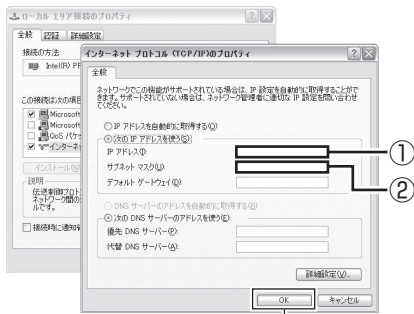 ローカル エリア接続のプロパティ
全般 認証 詳細設定
接続の方法:
Intel(R) PR
この接続は次の項目
Microsoft
Microsoft
QoS パケッ
インターネッ
インストール(N)
説明
伝送制御プロト
ネットワーク間の
ルです。
接続時に通知
インターネット プロトコル (TCP/IP)のプロパティ
全般
ネットワークでこの機能がサポートされている場合は、IP 設定を自動的に取得することがで
きます。サポートされていない場合は、ネットワーク管理者に適切な IP 設定を問い合わせ
てください。
IP アドレスを自動的に取得する(O)
次の IP アドレスを使う(S):
IP アドレス(I):
①
サブネット マスク(U):
②
デフォルト ゲートウェイ(D):
DNS サーバーのアドレスを自動的に取得する(B)
次の DNS サーバーのアドレスを使う(E):
優先 DNS サーバー(P):
代替 DNS サーバー(A):
詳細設定(V)...
OK
キャンセル